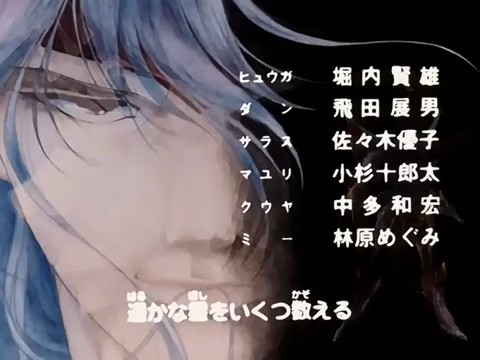 ヒュウガ 堀内賢雄
ダン 飛田展男
サラス 佐々木優子
マユリ 小杉十郎太
クウヤ 中多和宏
ミー 林原めぐみ
遥かな星をいくつ数える